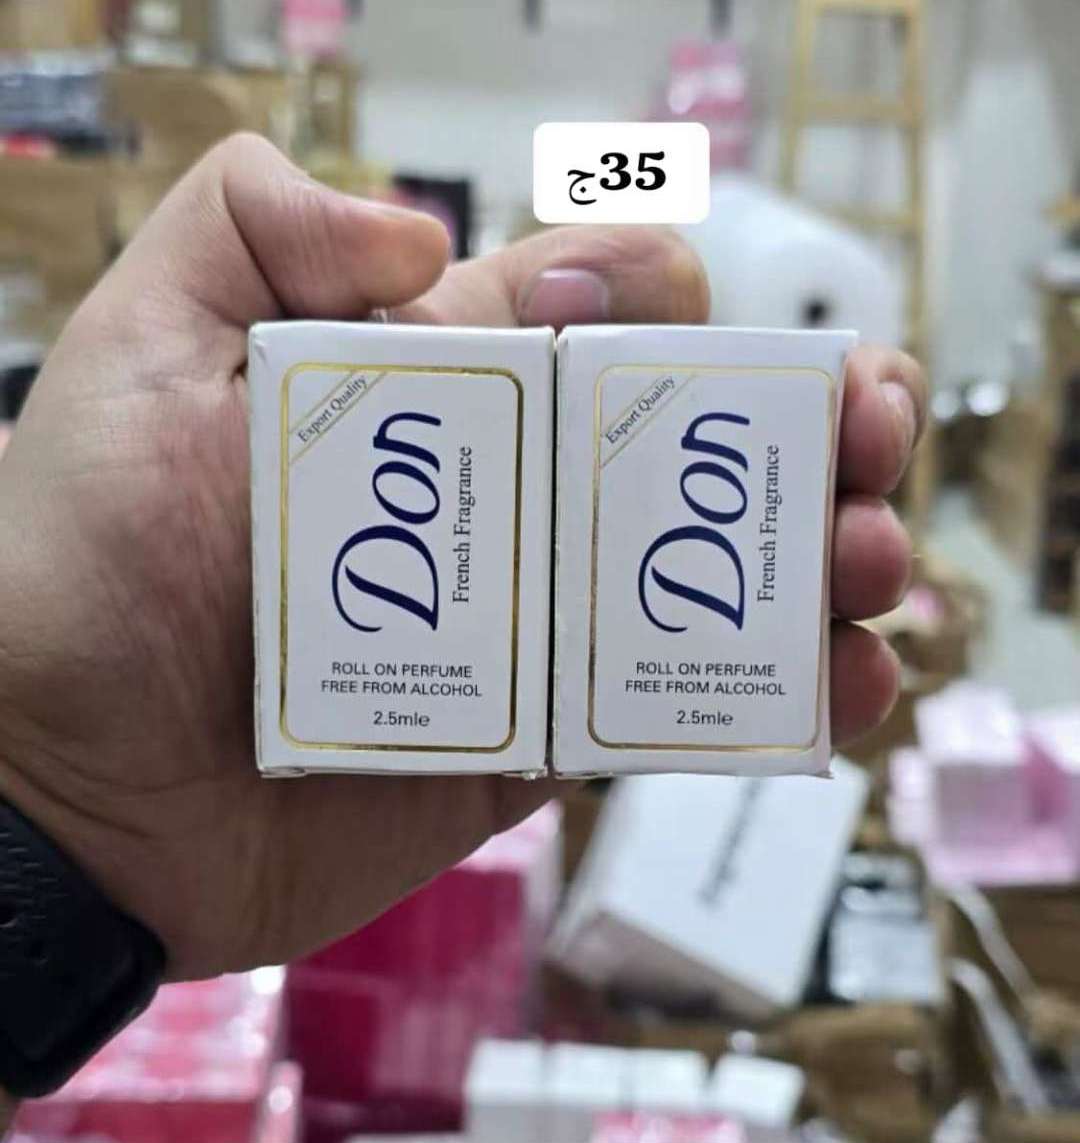 35ج
Export Quality
Don
French Fragrance
ROLL ON PERFUME
FREE FROM ALCOHOL
2.5mle
Export Quality
Don
French Fragrance
ROLL ON PERFUME
FREE FROM ALCOHOL
2.5mle